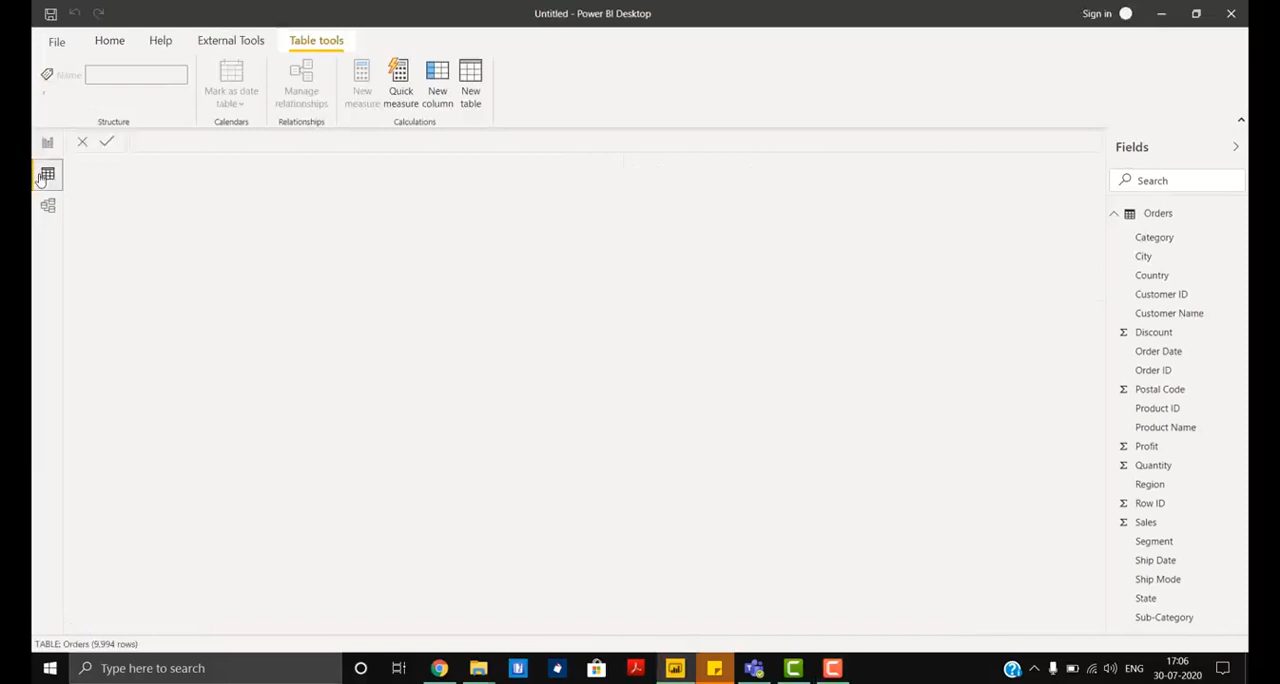 Untitled - Power BI Desktop
Sign in
File
Home
Help
External Tools
Table tools
Name
Mark as date
table
Manage
relationships
New
measure
Quick
measure
New
column
New
table
Structure
Calendars
Relationships
Calculations
Fields
Search
Orders
Category
City
Country
Customer ID
Customer Name
Σ Discount
Order Date
Order ID
Σ Postal Code
Product ID
Product Name
Σ Profit
Σ Quantity
Region
Σ Row ID
Σ Sales
Segment
Ship Date
Ship Mode
State
Sub-Category
TABLE: Orders (9,994 rows)
Type here to search
ENG
17:06
30-07-2020